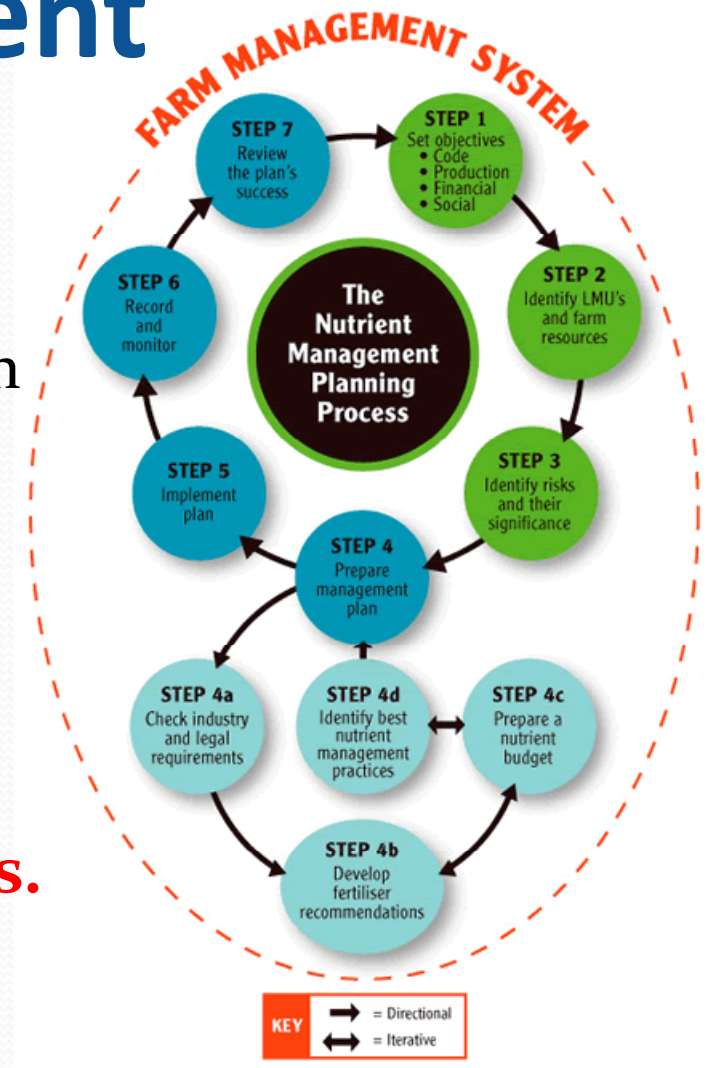 ent
FARM MANAGEMENT SYSTEM
STEP 1
Set objectives
• Code
• Production
• Financial
• Social
STEP 2
Identify LMU's
and farm
resources
STEP 3
Identify risks
and their
significance
STEP 4
Prepare
management
plan
STEP 4a
Check industry
and legal
requirements
STEP 4b
Develop
fertiliser
recommendations
STEP 4c
Prepare a
nutrient
budget
STEP 4d
Identify best
nutrient
management
practices
STEP 5
Implement
plan
STEP 6
Record
and
monitor
STEP 7
Review
the plan's
success
The
Nutrient
Management
Planning
Process
n
s.
KEY
= Directional
= Iterative